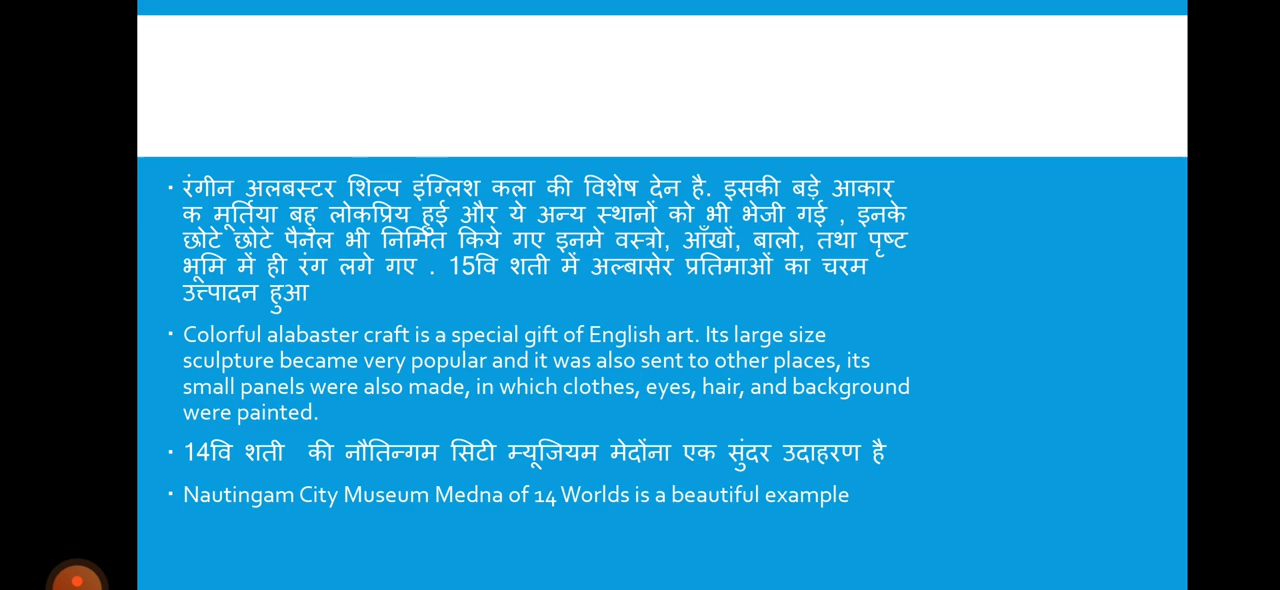 रंगीन अलबस्टर शिल्प इंग्लिश कला की विशेष देन है. इसकी बड़े आकार
क मूर्तिया बहु लोकप्रिय हुई और ये अन्य स्थानों को भी भेजी गई , इनके
छोटे छोटे पैनल भी निर्मित किये गए इनमे वस्त्रो, आँखों, बालो, तथा पृष्ट
भूमि में ही रंग लगे गए . 15वि शती में अल्बासेर प्रतिमाओं का चरम
उत्त्पादन हुआ
Colorful alabaster craft is a special gift of English art. Its large size
sculpture became very popular and it was also sent to other places, its
small panels were also made, in which clothes, eyes, hair, and background
were painted.
14वि शती की नौतिन्गम सिटी म्यूजियम मेदोंना एक सुंदर उदाहरण है
Nautingam City Museum Medna of 14 Worlds is a beautiful example